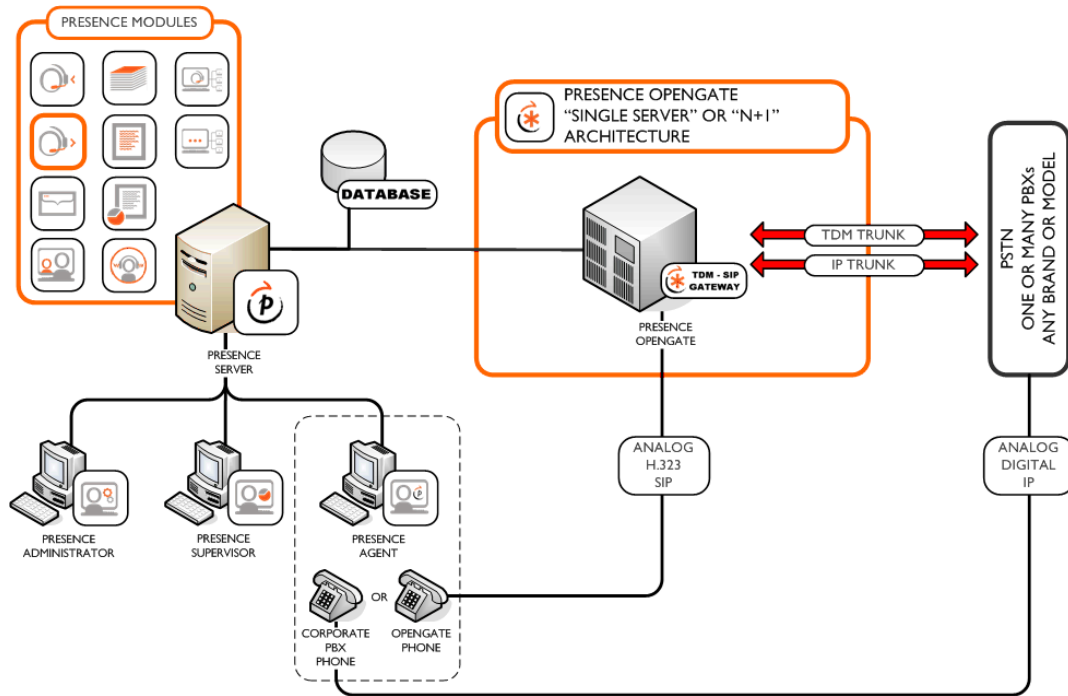 PRESENCE MODULES
PRESENCE OPENGATE
“SINGLE SERVER” OR “N+1”
ARCHITECTURE
DATABASE
TDM - SIP
GATEWAY
PRESENCE
OPENGATE
TDM TRUNK
IP TRUNK
PSTN
ONE OR MANY PBXs
ANY BRAND OR MODEL
p
PRESENCE
SERVER
PRESENCE
ADMINISTRATOR
PRESENCE
SUPERVISOR
PRESENCE
AGENT
ANALOG
H.323
SIP
ANALOG
DIGITAL
IP
OR
CORPORATE
PBX
PHONE
OPENGATE
PHONE